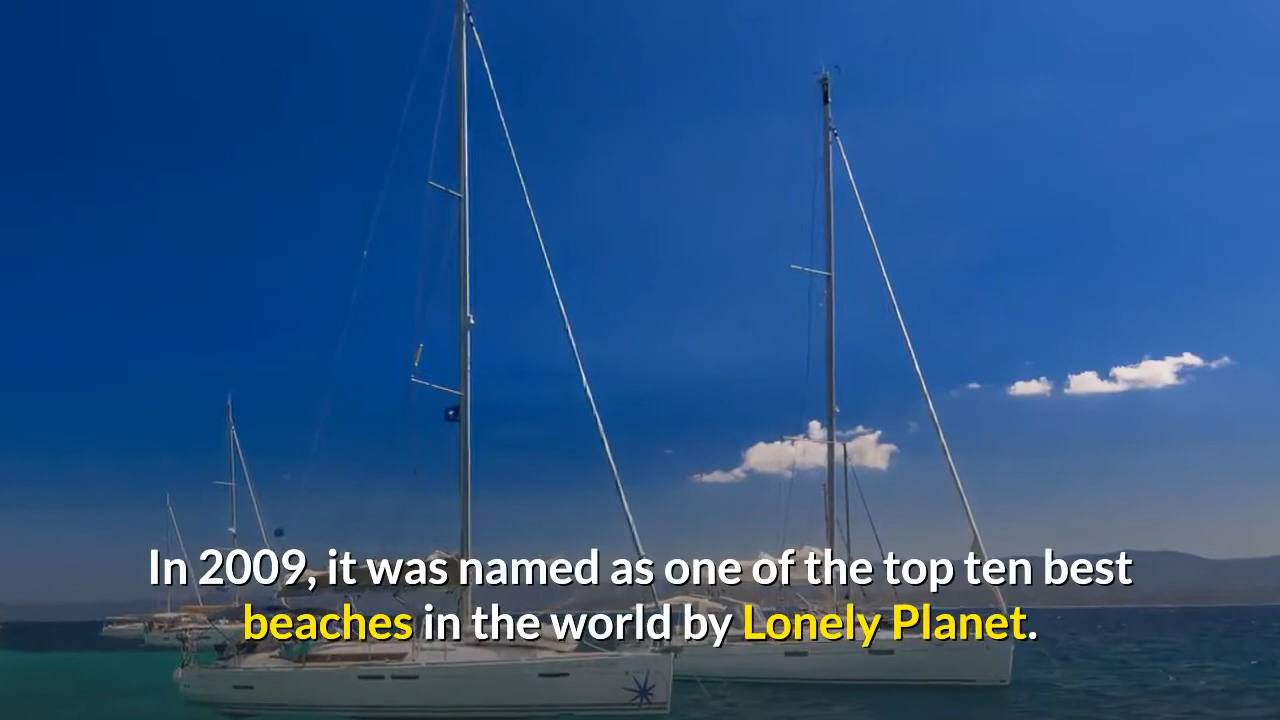 In 2009, it was named as one of the top ten best
beaches in the world by Lonely Planet.